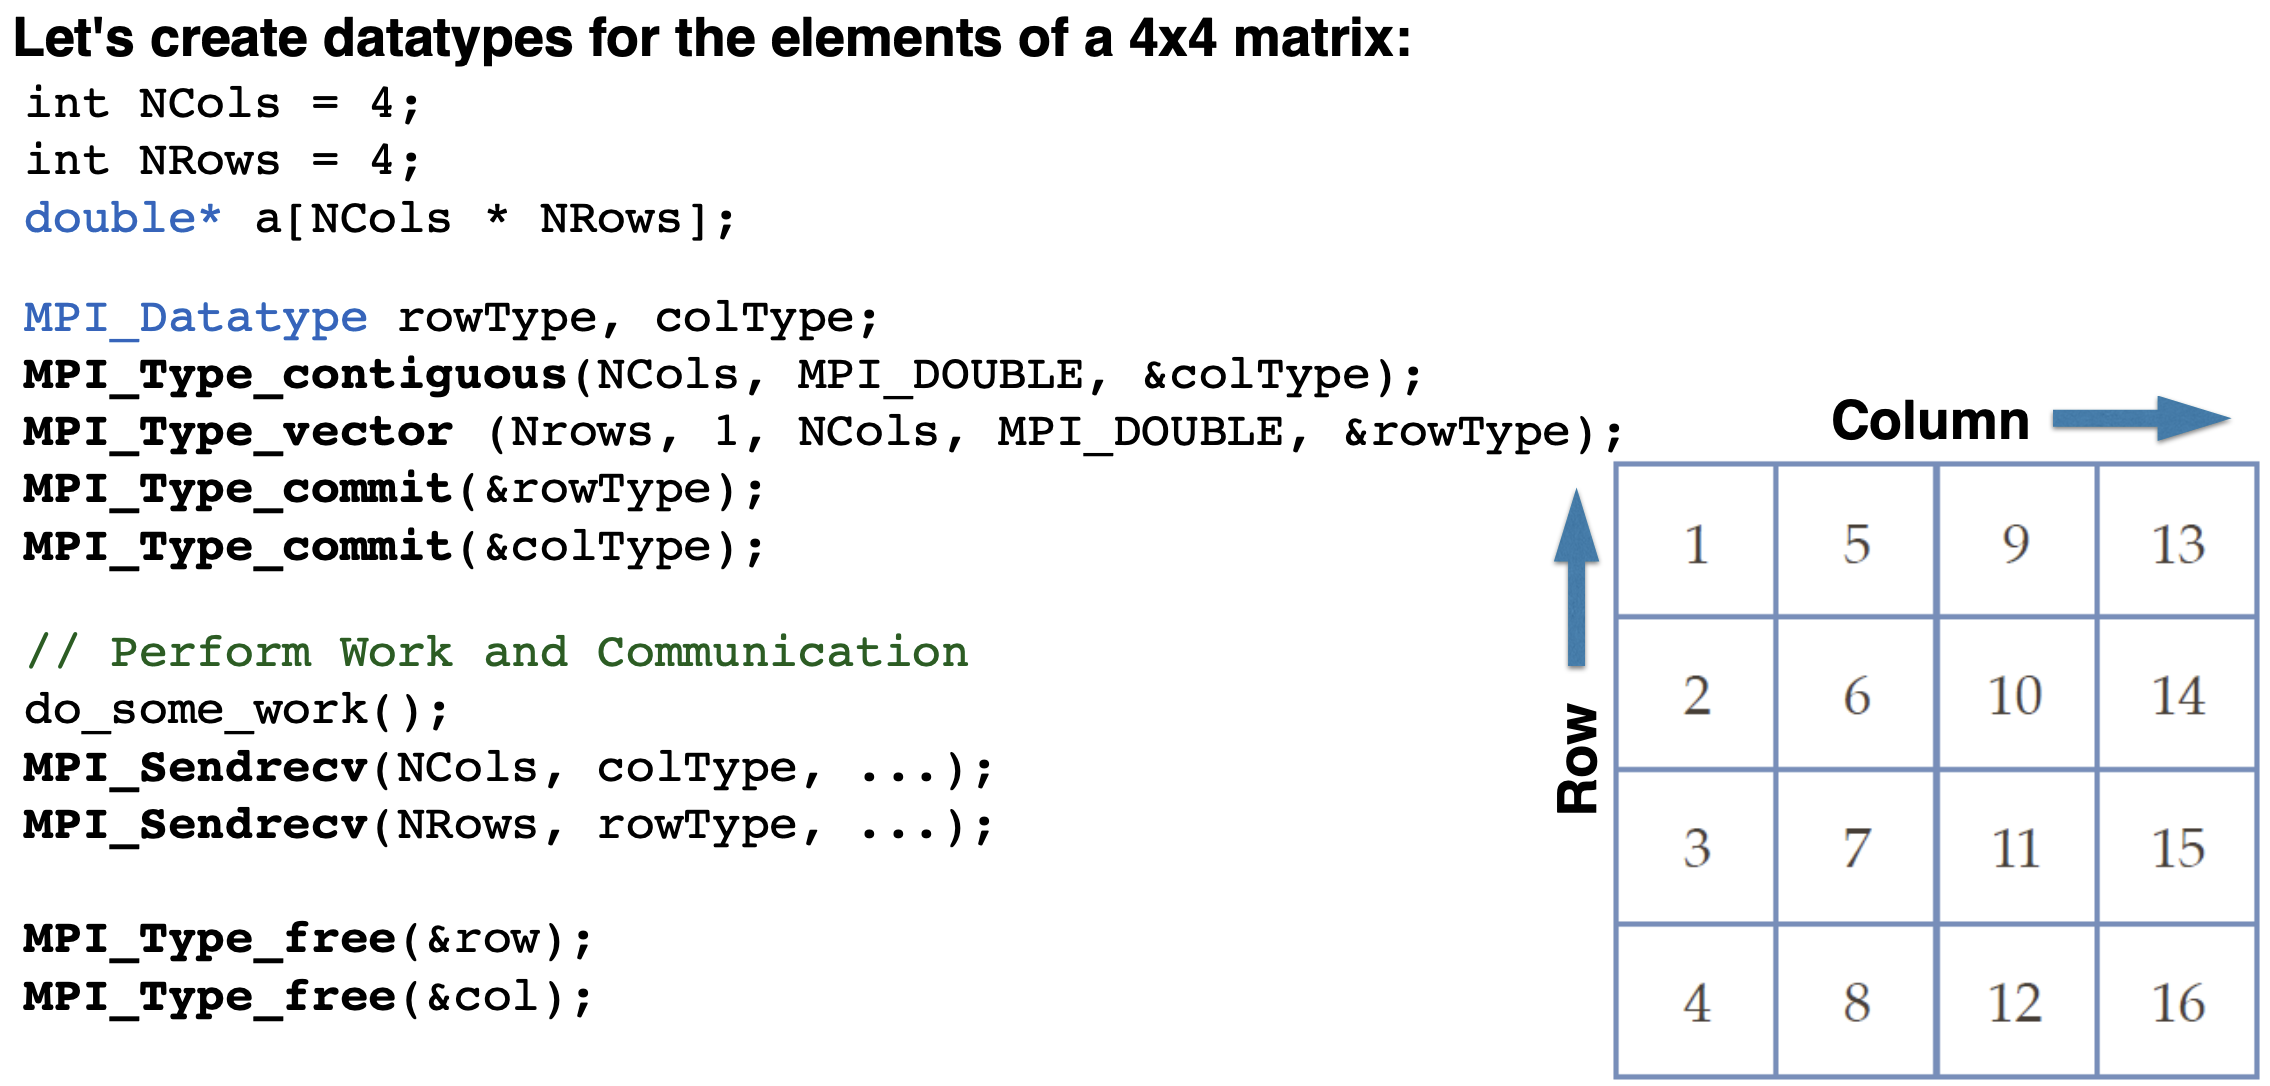 Let's create datatypes for the elements of a 4x4 matrix:
int NCols = 4;
int NRows = 4;
double* a[NCols * NRows];
MPI_Datatype rowType, colType;
MPI_Type_contiguous(NCols, MPI_DOUBLE, &colType);
MPI_Type_vector (Nrows, 1, NCols, MPI_DOUBLE, &rowType);
MPI_Type_commit(&rowType);
MPI_Type_commit(&colType);
// Perform Work and Communication
do_some_work();
MPI_Sendrecv(NCols, colType, ...);
MPI_Sendrecv(NRows, rowType, ...);
MPI_Type_free(&row);
MPI_Type_free(&col);
Column
Row
1 5 9 13
2 6 10 14
3 7 11 15
4 8 12 16